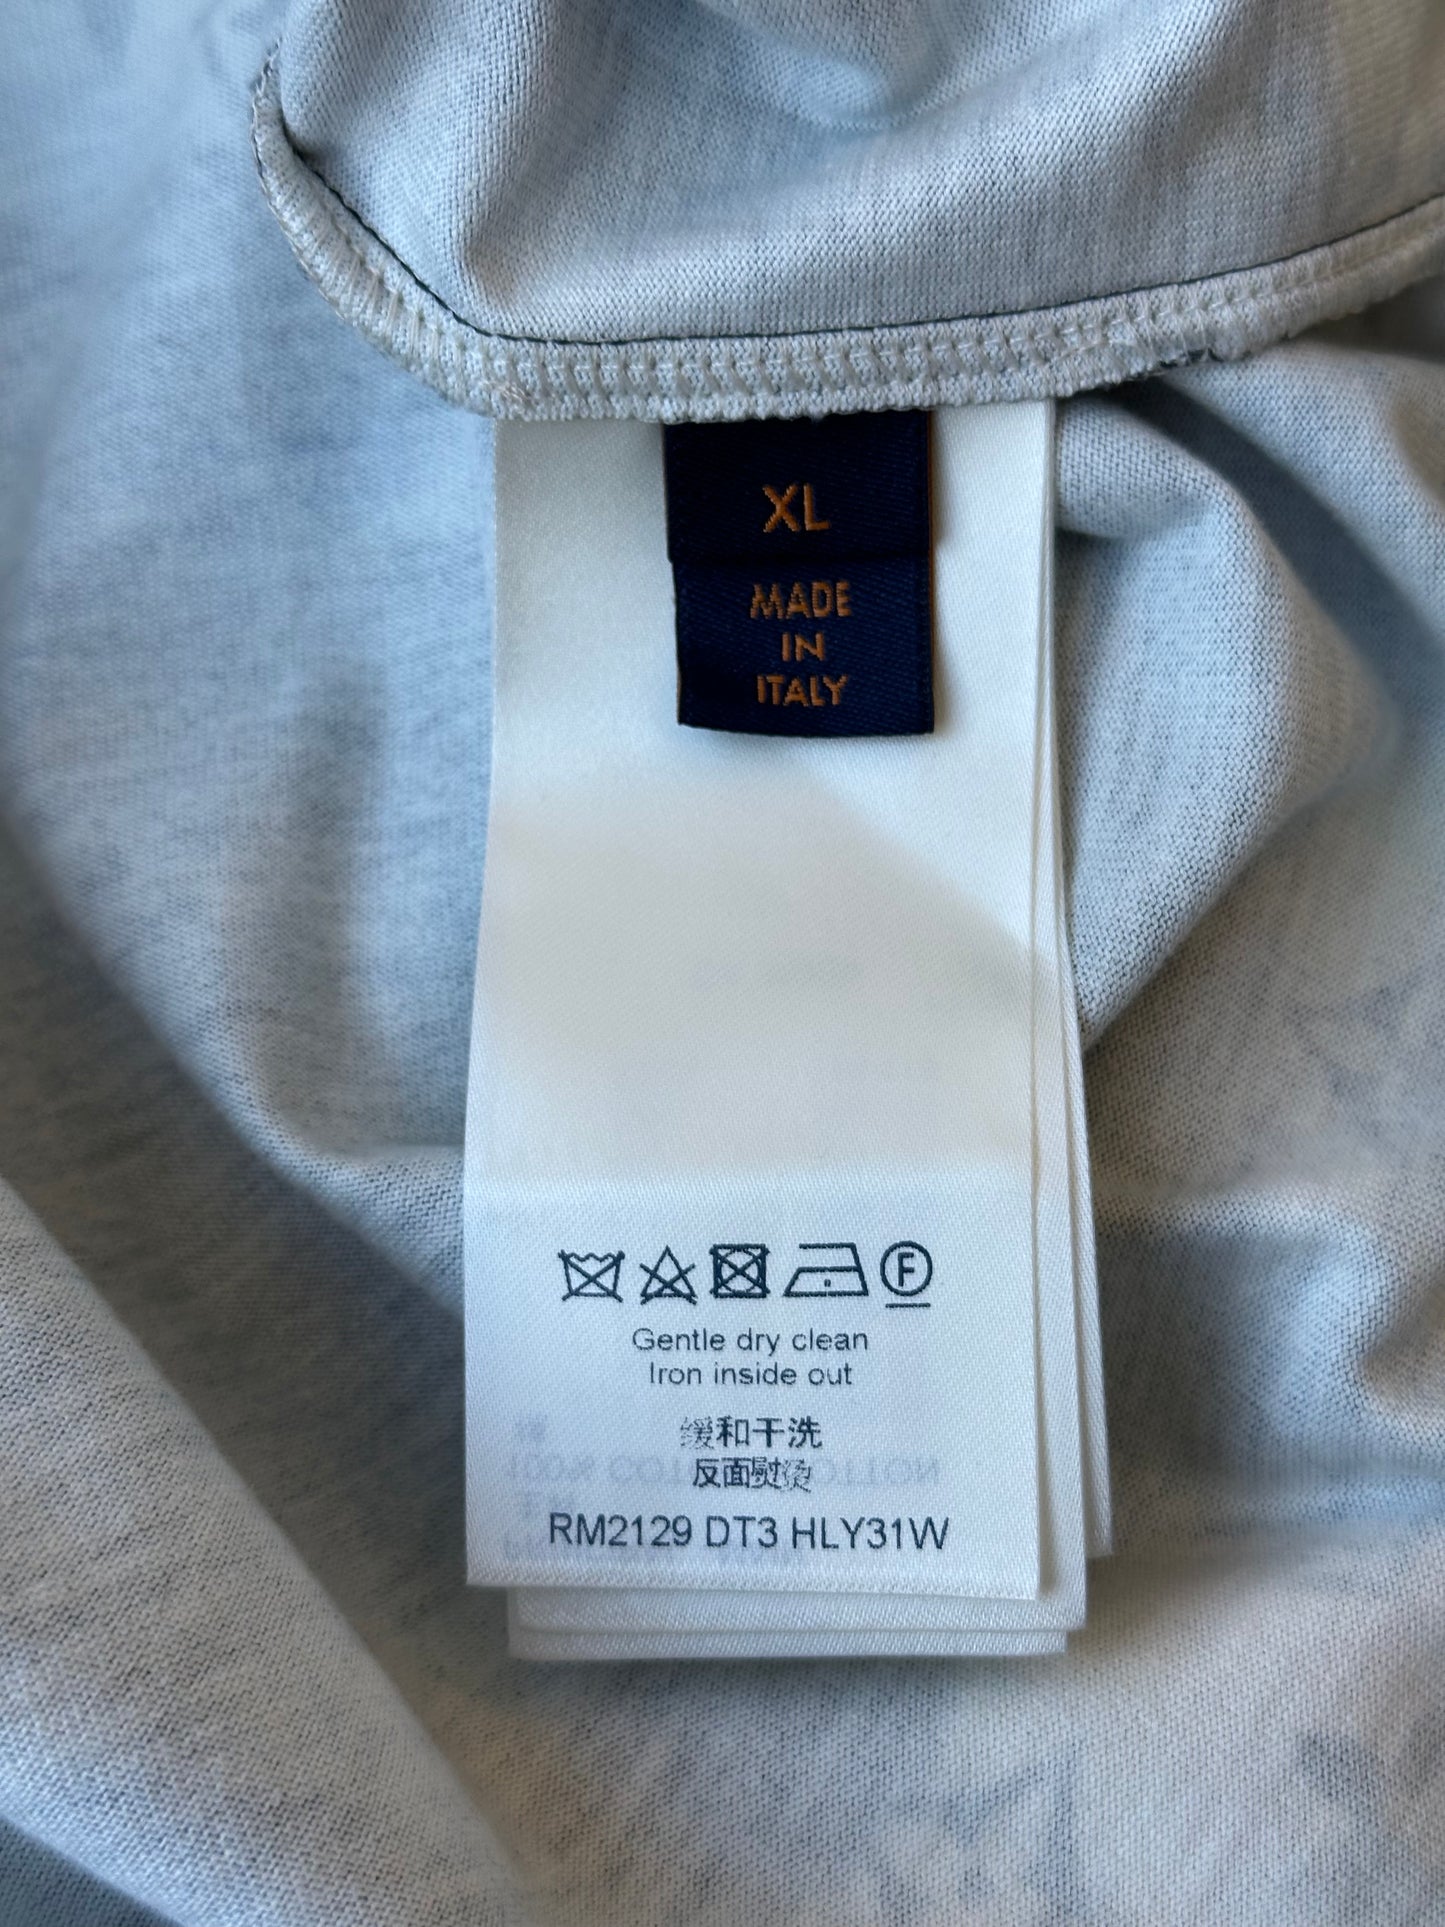 XL
MADE
IN
ITALY
F
Gentle dry clean
Iron inside out
缓和干洗
反面熨烫
RM2129 DT3 HLY31W